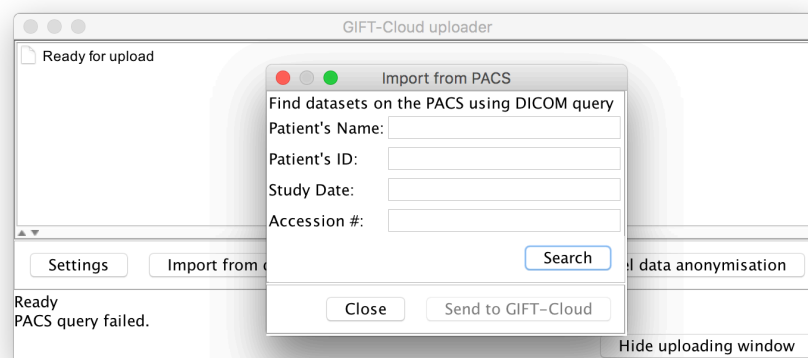 GIFT-Cloud uploader
Ready for upload
Import from PACS
Find datasets on the PACS using DICOM query
Patient's Name:
Patient's ID:
Study Date:
Accession #:
Search
Settings
Import from
data anonymisation
Close
Send to GIFT-Cloud
Ready
PACS query failed.
Hide uploading window